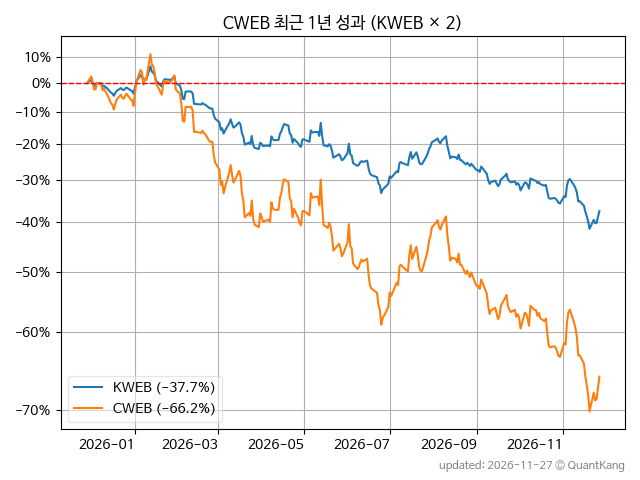 CWEB 최근 1년 성과 (KWEB × 2)
10%
0%
−10%
−20%
−30%
−40%
−50%
−60%
−70%
KWEB (−37.7%)
CWEB (−66.2%)
2026-01 2026-03 2026-05 2026-07 2026-09 2026-11
updated: 2026-11-27 ⓒ QuantKang